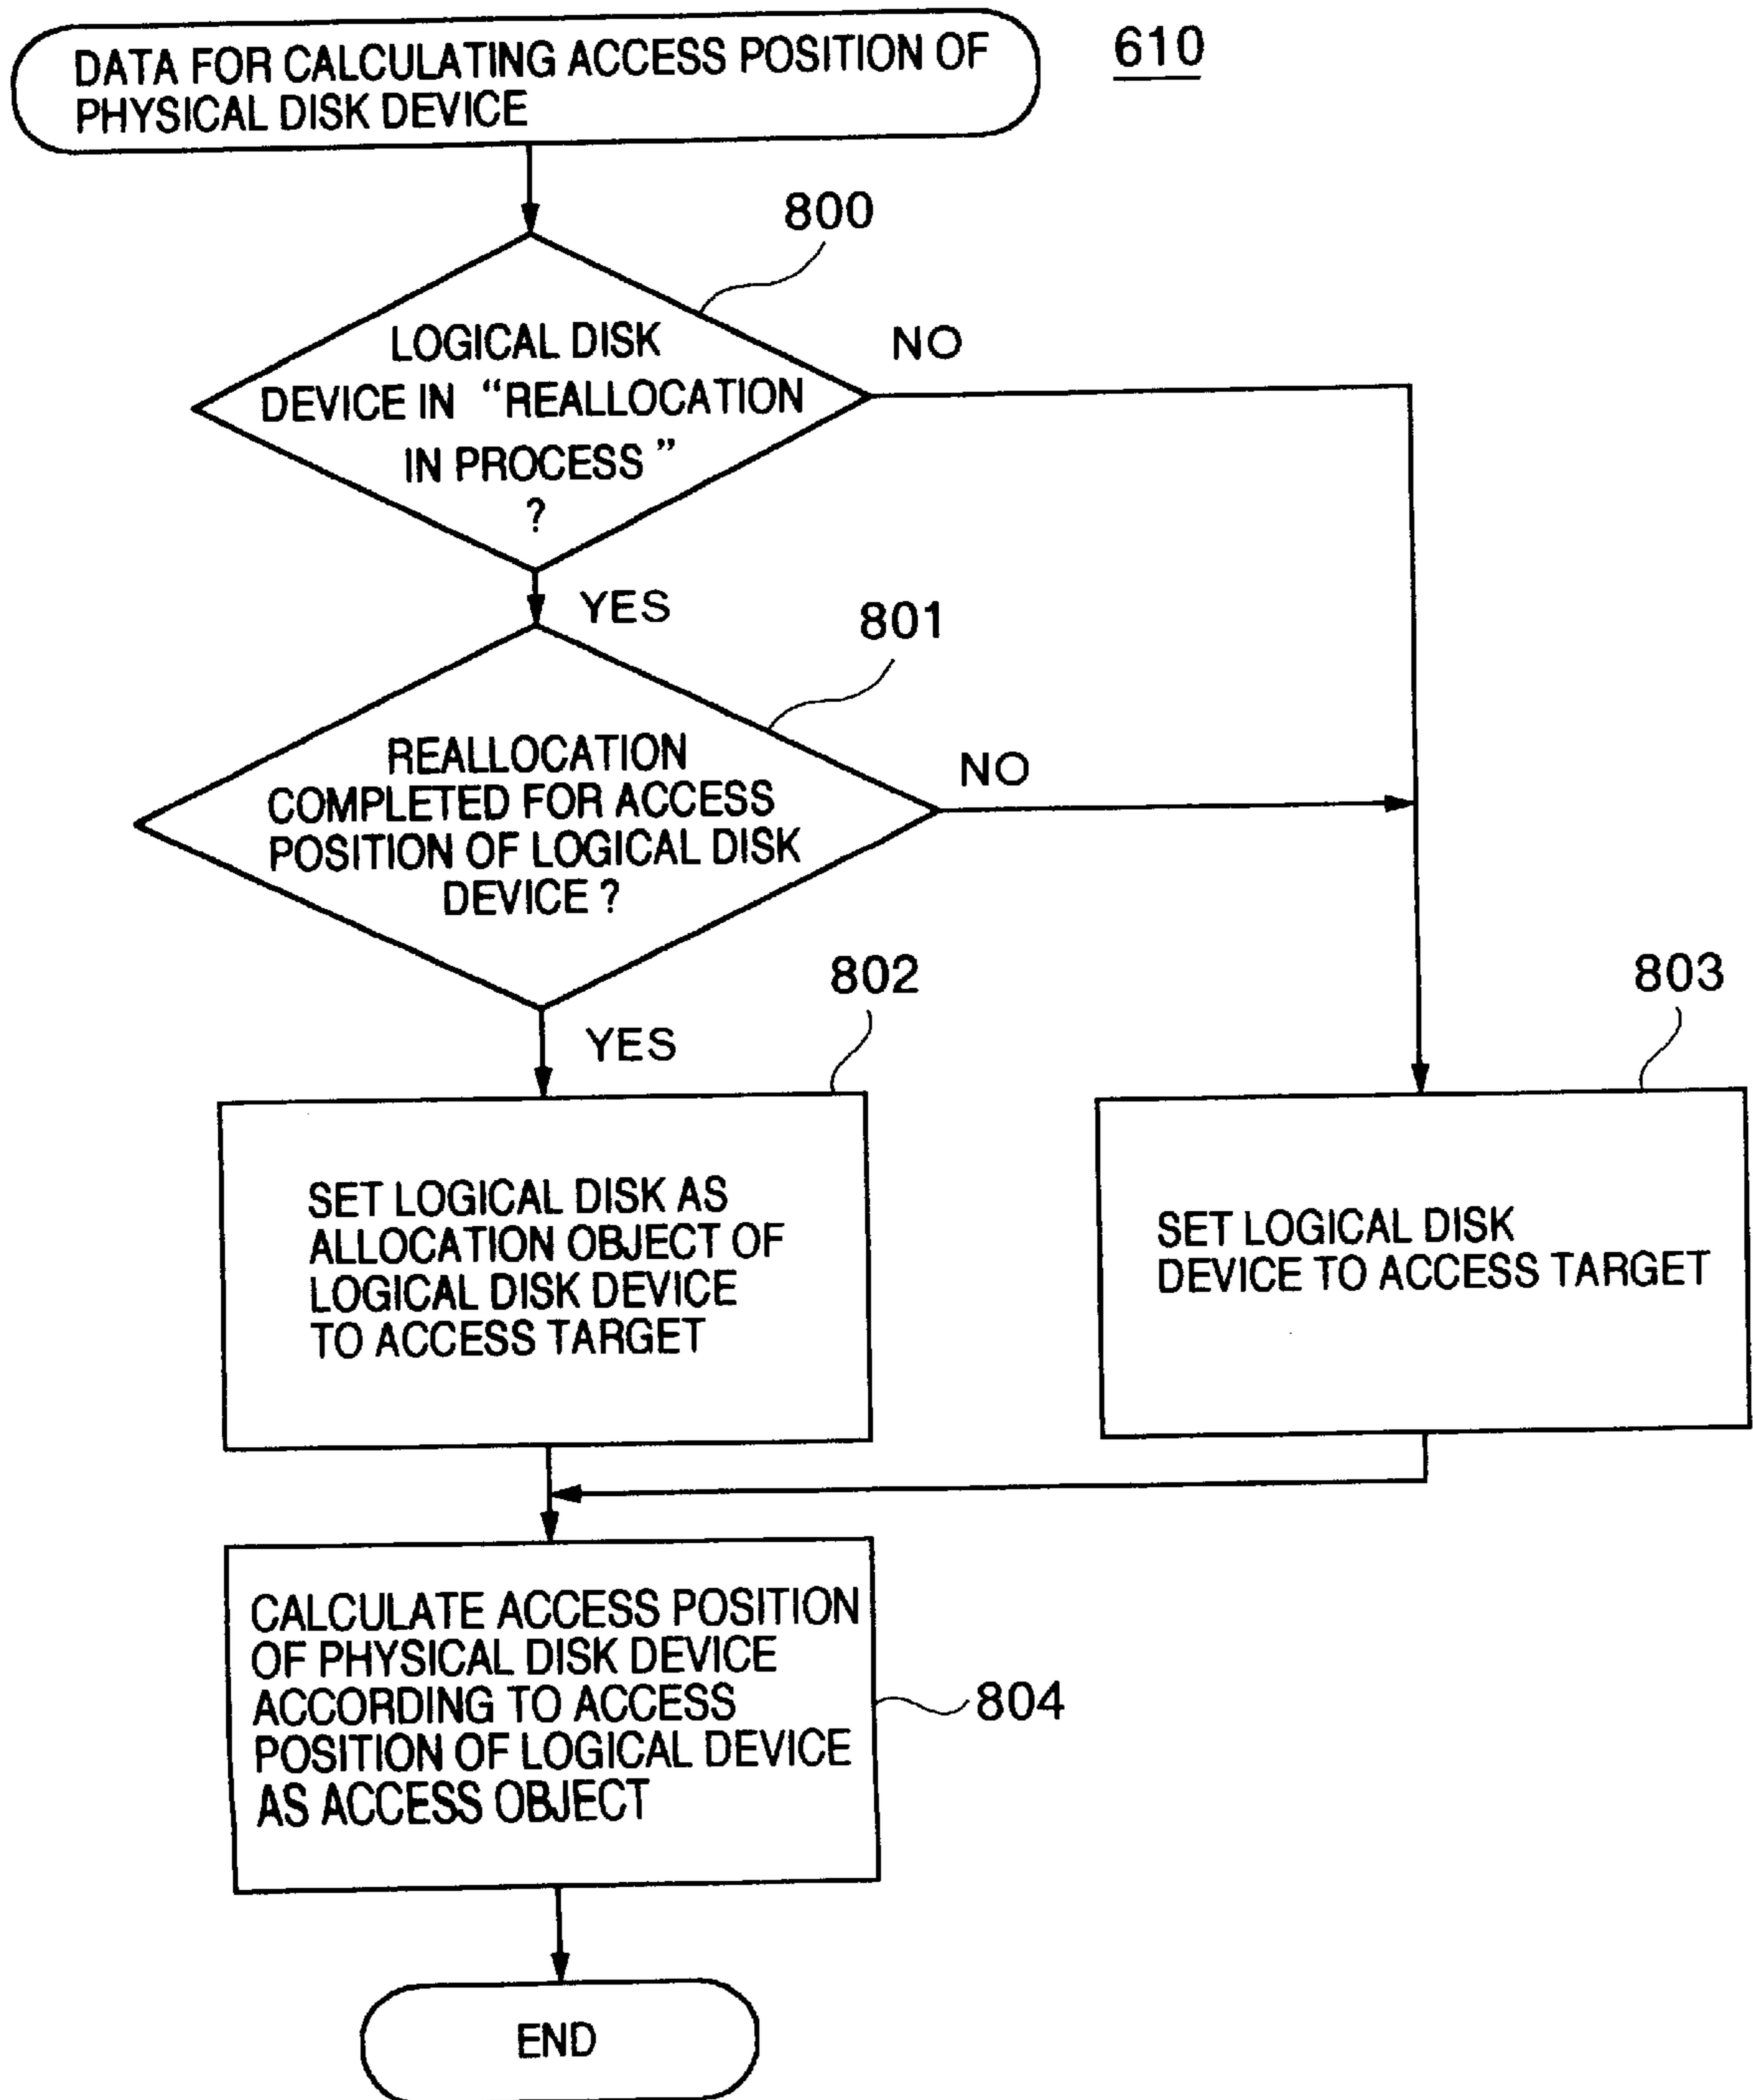 DATA FOR CALCULATING ACCESS POSITION OF
PHYSICAL DISK DEVICE
610
800
LOGICAL DISK
DEVICE IN "REALLOCATION
IN PROCESS"
?
NO
YES
801
REALLOCATION
COMPLETED FOR ACCESS
POSITION OF LOGICAL DISK
DEVICE ?
NO
YES
802
SET LOGICAL DISK AS
ALLOCATION OBJECT OF
LOGICAL DISK DEVICE
TO ACCESS TARGET
803
SET LOGICAL DISK
DEVICE TO ACCESS TARGET
CALCULATE ACCESS POSITION
OF PHYSICAL DISK DEVICE
ACCORDING TO ACCESS
POSITION OF LOGICAL DEVICE
AS ACCESS OBJECT
804
END